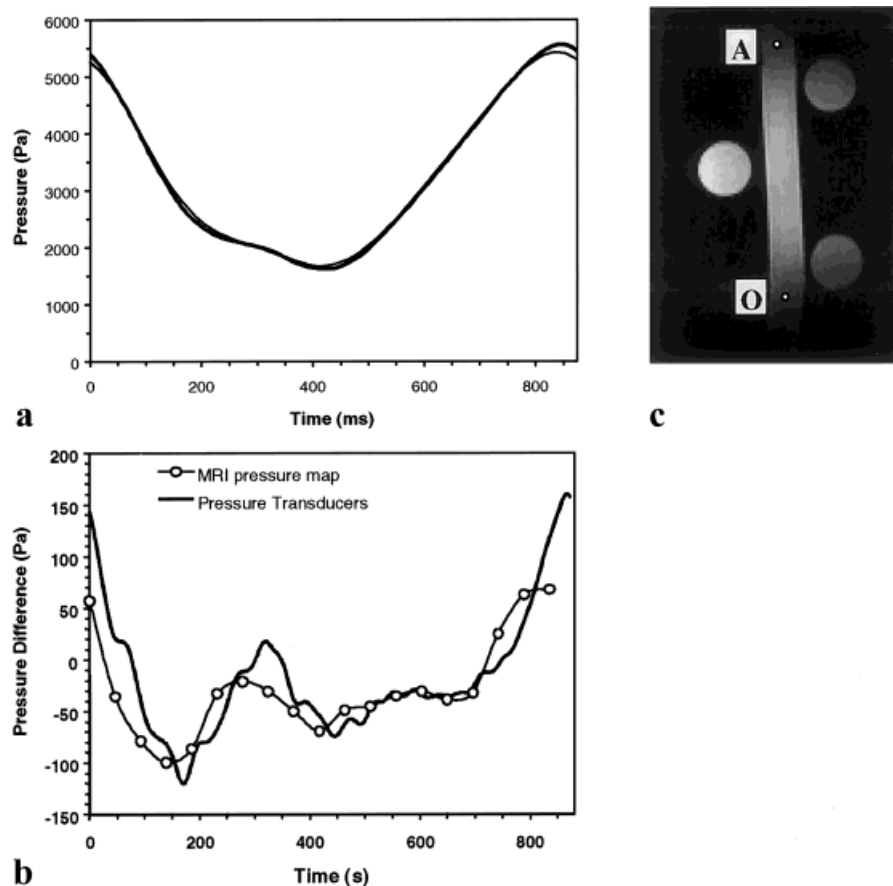 6000
5000
4000
3000
2000
1000
0
Pressure (Pa)
0 200 400 600 800
Time (ms)
a
A
O
c
200
150
100
50
0
-50
-100
-150
Pressure Difference (Pa)
MRI pressure map
Pressure Transducers
0 200 400 600 800
Time (s)
b